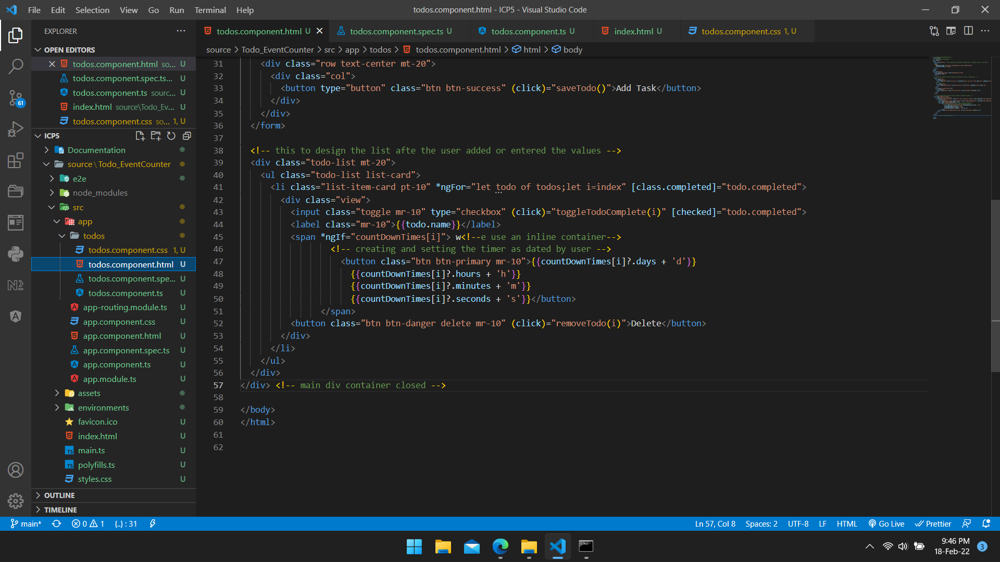 File Edit Selection View Go Run Terminal Help
todos.component.html - ICP5 - Visual Studio Code
EXPLORER
todos.component.html U
todos.component.spec.ts U
todos.component.ts U
index.html U
todos.component.css 1, U
source > Todo_EventCounter > src > app > todos > todos.component.html > html > body
OPEN EDITORS
todos.component.html so... U
todos.component.spec.ts... U
todos.component.ts sourc... U
index.html source\Todo_Ev... U
todos.component.css so... 1, U
61
ICP5
Documentation
source\Todo_EventCounter
e2e
node_modules
src
app
todos
todos.component.css 1, U
todos.component.html U
todos.component.spe... U
todos.component.ts U
app-routing.module.ts U
app.component.css U
app.component.html U
app.component.spec.ts U
app.component.ts U
app.module.ts U
assets
environments
favicon.ico U
index.html U
main.ts U
polyfills.ts U
styles.css U
OUTLINE
TIMELINE
31 <div class="row text-center mt-20">
32 <div class="col">
33 <button type="button" class="btn btn-success" (click)="saveTodo()">Add Task</button>
34 </div>
35 </div>
36 </form>
37
38 <!-- this to design the list afte the user added or entered the values -->
39 <div class="todo-list mt-20">
40 <ul class="todo-list list-card">
41 <li class="list-item-card pt-10" *ngFor="let todo of todos;let i=index" [class.completed]="todo.completed">
42 <div class="view">
43 <input class="toggle mr-10" type="checkbox" (click)="toggleTodoComplete(i)" [checked]="todo.completed">
44 <label class="mr-10">{{todo.name}}</label>
45 <span *ngIf="countDownTimes[i]"> w<!--e use an inline container-->
46 <!-- creating and setting the timer as dated by user -->
47 <button class="btn btn-primary mr-10">{{countDownTimes[i]?.days + 'd'}}
48 {{countDownTimes[i]?.hours + 'h'}}
49 {{countDownTimes[i]?.minutes + 'm'}}
50 {{countDownTimes[i]?.seconds + 's'}}</button>
51 </span>
52 <button class="btn btn-danger delete mr-10" (click)="removeTodo(i)">Delete</button>
53 </div>
54 </li>
55 </ul>
56 </div>
57 </div> <!-- main div container closed -->
58
59 </body>
60 </html>
61
62
main* 0 1 {..} : 31
Ln 57, Col 8 Spaces: 2 UTF-8 LF HTML Go Live Prettier
9:46 PM
18-Feb-22
3